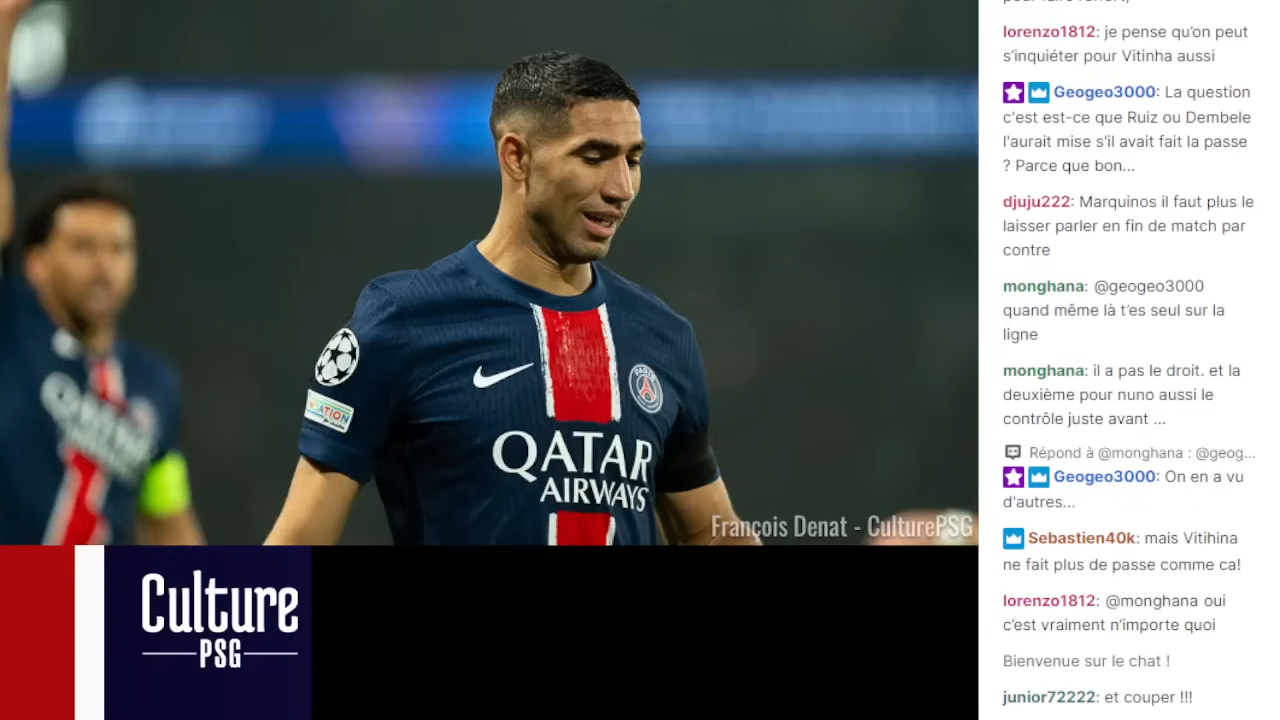 NATION
QATAR
AIRWAYS
PARIS
QATAR
François Denat - CulturePSG
Culture
PSG
lorenzo1812: je pense qu'on peut
s'inquiéter pour Vitinha aussi
Geogeo3000: La question
c'est est-ce que Ruiz ou Dembele
l'aurait mise s'il avait fait la passe
? Parce que bon...
djuju222: Marquinos il faut plus le
laisser parler en fin de match par
contre
monghana: @geogeo3000
quand même là t'es seul sur la
ligne
monghana: il a pas le droit. et la
deuxième pour nuno aussi le
contrôle juste avant ...
Répond à @monghana : @geog...
Geogeo3000: On en a vu
d'autres...
Sebastien40k: mais Vitihina
ne fait plus de passe comme ca!
lorenzo1812: @monghana oui
c'est vraiment n'importe quoi
Bienvenue sur le chat !
junior72222: et couper !!!